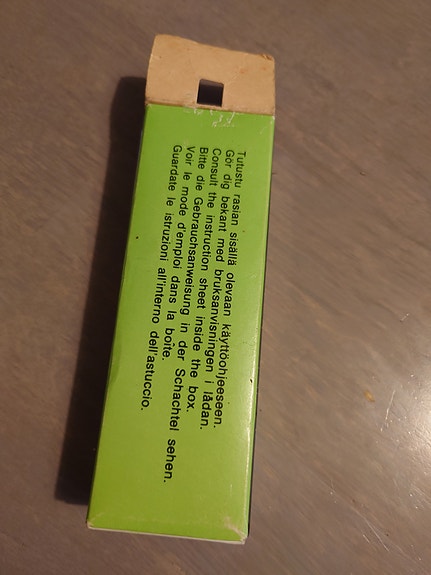 Tutustu rasian sisällä olevaan käyttöohjeeseen.
Gör dig bekant med bruksanvisningen i lådan.
Consult the instruction sheet inside the box.
Bitte die Gebrauchsanweisung in der Schachtel sehen.
Voir le mode d'emploi dans la boîte.
Guardate le istruzioni all'interno dell'astuccio.